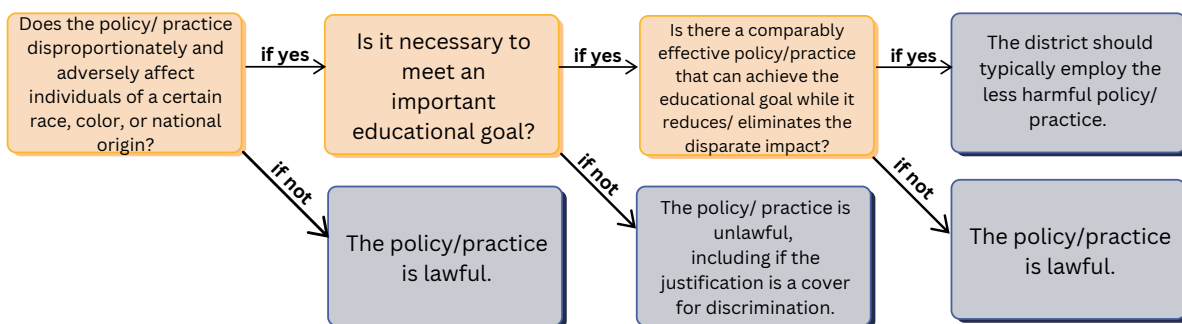 Does the policy/ practice
disproportionately and
adversely affect
individuals of a certain
race, color, or national
origin?
if yes
Is it necessary to
meet an
important
educational goal?
if yes
Is there a comparably
effective policy/practice
that can achieve the
educational goal while it
reduces/ eliminates the
disparate impact?
if yes
The district should
typically employ the
less harmful policy/
practice.
if not
The policy/practice
is lawful.
if not
The policy/ practice is
unlawful,
including if the
justification is a cover
for discrimination.
if not
The policy/practice
is lawful.